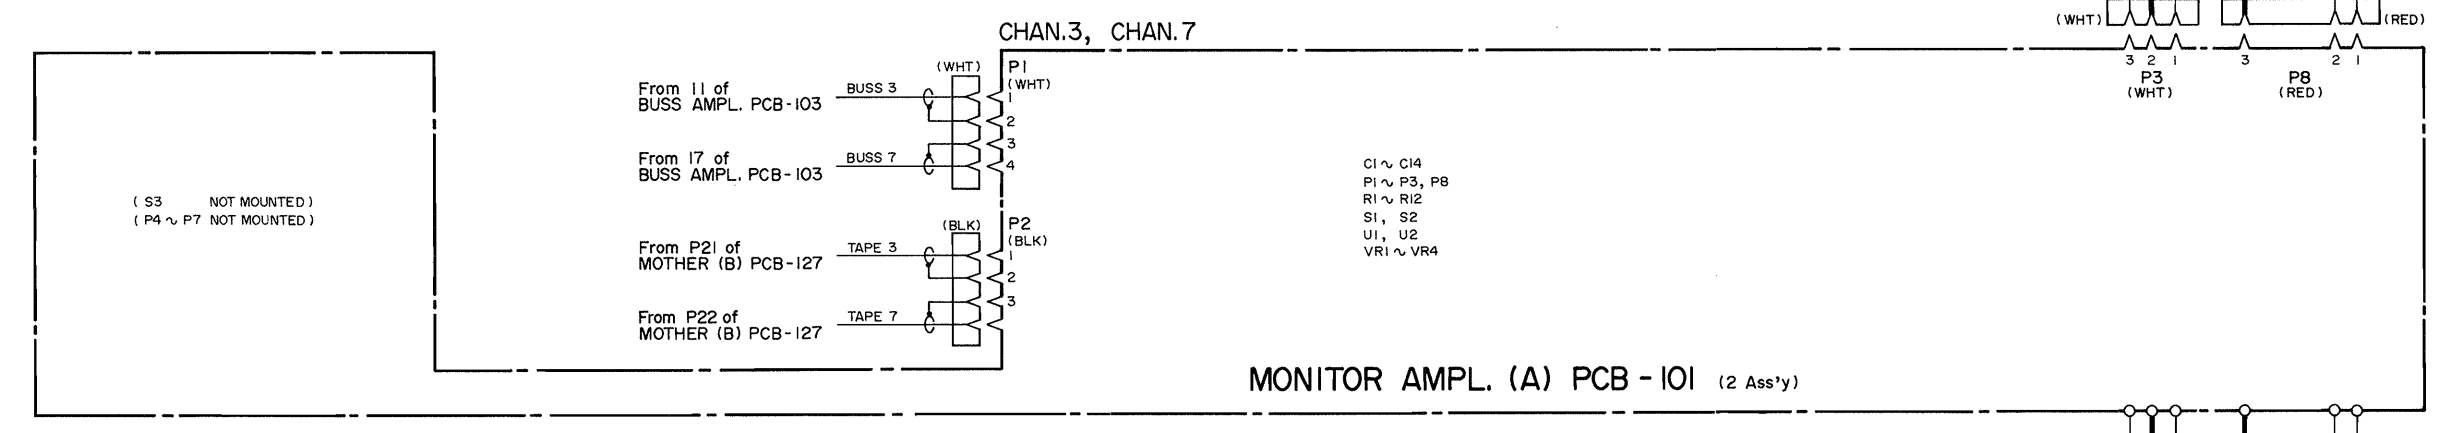 CHAN.3, CHAN.7
(WHT)
(RED)
3 2 1
3 2 1
P3
(WHT)
P8
(RED)
(WHT)
P1
(WHT)
From 11 of
BUSS AMPL. PCB-103
BUSS 3
1
2
3
4
From 17 of
BUSS AMPL. PCB-103
BUSS 7
( S3 NOT MOUNTED)
( P4 ~ P7 NOT MOUNTED)
C1 ~ C14
P1 ~ P3, P8
R1 ~ R12
S1, S2
U1, U2
VR1 ~ VR4
(BLK)
P2
(BLK)
From P21 of
MOTHER (B) PCB-127
TAPE 3
1
2
3
From P22 of
MOTHER (B) PCB-127
TAPE 7
MONITOR AMPL. (A) PCB-101 (2 Ass'y)